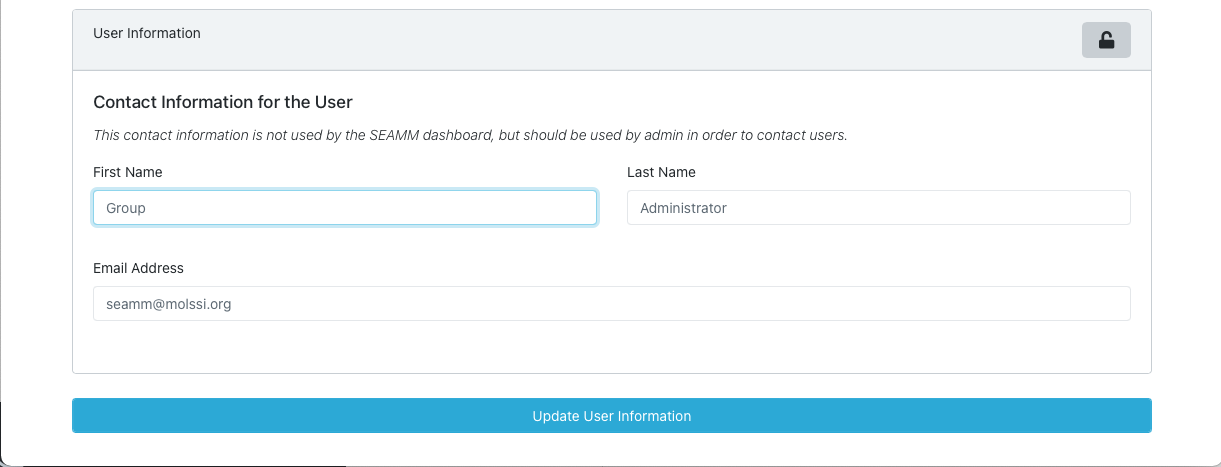 User Information
Contact Information for the User
This contact information is not used by the SEAMM dashboard, but should be used by admin in order to contact users.
First Name
Last Name
Group
Administrator
Email Address
seamm@molssi.org
Update User Information